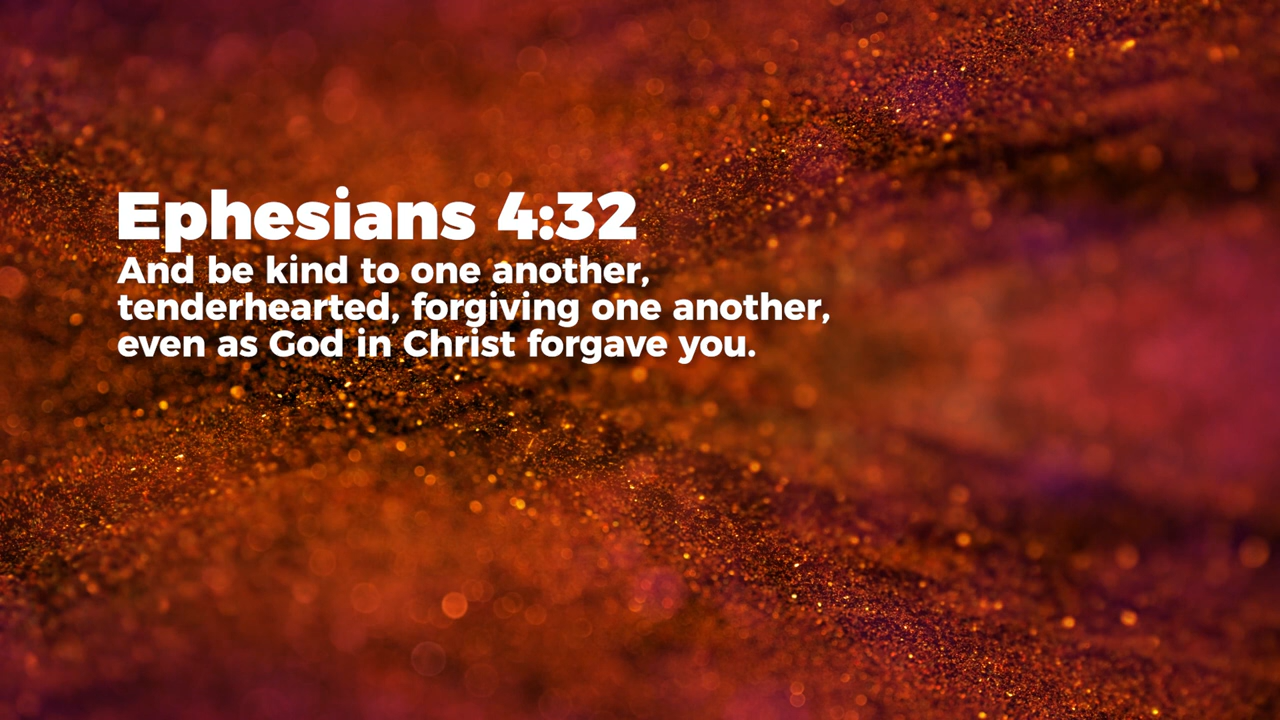 Ephesians 4:32
And be kind to one another,
tenderhearted, forgiving one another,
even as God in Christ forgave you.